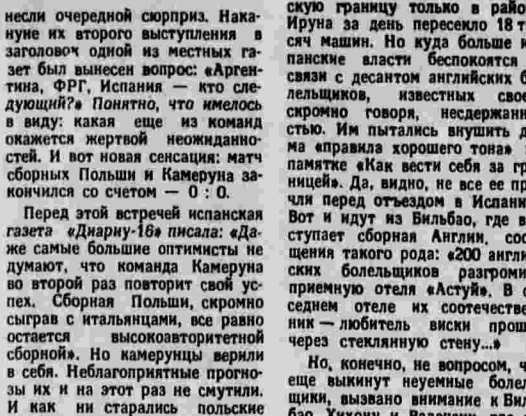 несли очередной сюрприз. Нака-
нуне их второго выступления в
заголовок одной из местных га-
зет был вынесен вопрос: «Арген-
тина, ФРГ, Испания — кто сле-
дующий?» Понятно, что имелось
в виду: какая еще из команд
окажется жертвой неожиданно-
стей. И вот новая сенсация: матч
сборных Польши и Камеруна за-
кончился со счетом — 0 : 0.
Перед этой встречей испанская
газета «Диариу-16» писала: «Да-
же самые большие оптимисты не
думают, что команда Камеруна
во второй раз повторит свой ус-
пех. Сборная Польши, скромно
сыграв с итальянцами, все равно
остается высокоавторитетной
сборной». Но камерунцы верили
в себя. Неблагоприятные прогно-
зы их и на этот раз не смутили.
И как ни старались польские
скую границу только в райо
Ируна за день пересекло 18 т
сяч машин. Но куда больше и
панские власти беспокоятся
связи с десантом английских б
лельщиков, известных свое
скромно говоря, несдержанн
стью. Им пытались внушить д
ма «правила хорошего тона»
памятке «Как вести себя за гр
ницей». Да, видно, не все ее пр
чли перед отъездом в Испани
Вот и идут из Бильбао, где в
ступает сборная Англии, соо
щения такого рода: «200 англи
ских болельщиков разгроми
приемную отеля «Астуй». В с
седнем отеле их соотечестве
ник — любитель виски прош
через стеклянную стену...»
Но, конечно, не вопросом, ч
еще выкинут неуемные болел
щики, вызвано внимание к Бил
бао, Хихону и